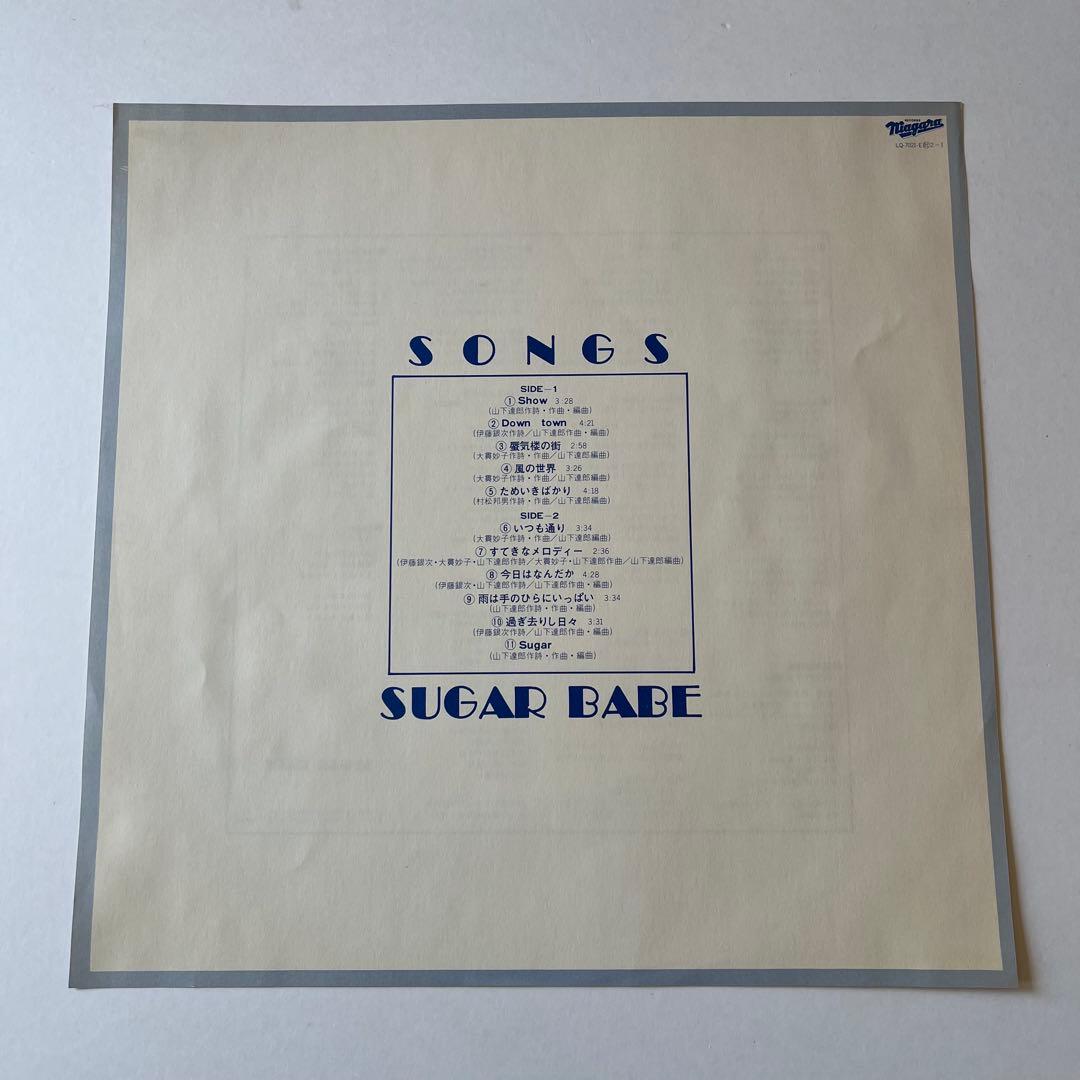 RECORDS
Niagara
SONGS
SIDE—1
① Show 3:28
(山下達郎作詩・作曲・編曲)
② Down town 4:21
(伊藤銀次作詩/山下達郎作曲・編曲)
③ 蜃気楼の街 2:58
(大貫妙子作詩・作曲/山下達郎編曲)
④ 風の世界 3:26
(大貫妙子作詩・作曲/山下達郎編曲)
⑤ ためいきばかり 4:18
(村松邦男作詩・作曲/山下達郎編曲)
SIDE—2
⑥ いつも通り 3:34
(大貫妙子作詩・作曲/山下達郎編曲)
⑦ すてきなメロディー 2:36
(伊藤銀次・大貫妙子・山下達郎作詩/大貫妙子・山下達郎作曲/山下達郎編曲)
⑧ 今日はなんだか 4:28
(伊藤銀次・山下達郎作詩/山下達郎作曲・編曲)
⑨ 雨は手のひらにいっぱい 3:34
(山下達郎作詩・作曲・編曲)
⑩ 過ぎ去りし日々 3:31
(伊藤銀次作詩/山下達郎作曲・編曲)
⑪ Sugar
(山下達郎作詩・作曲・編曲)
SUGAR BABE